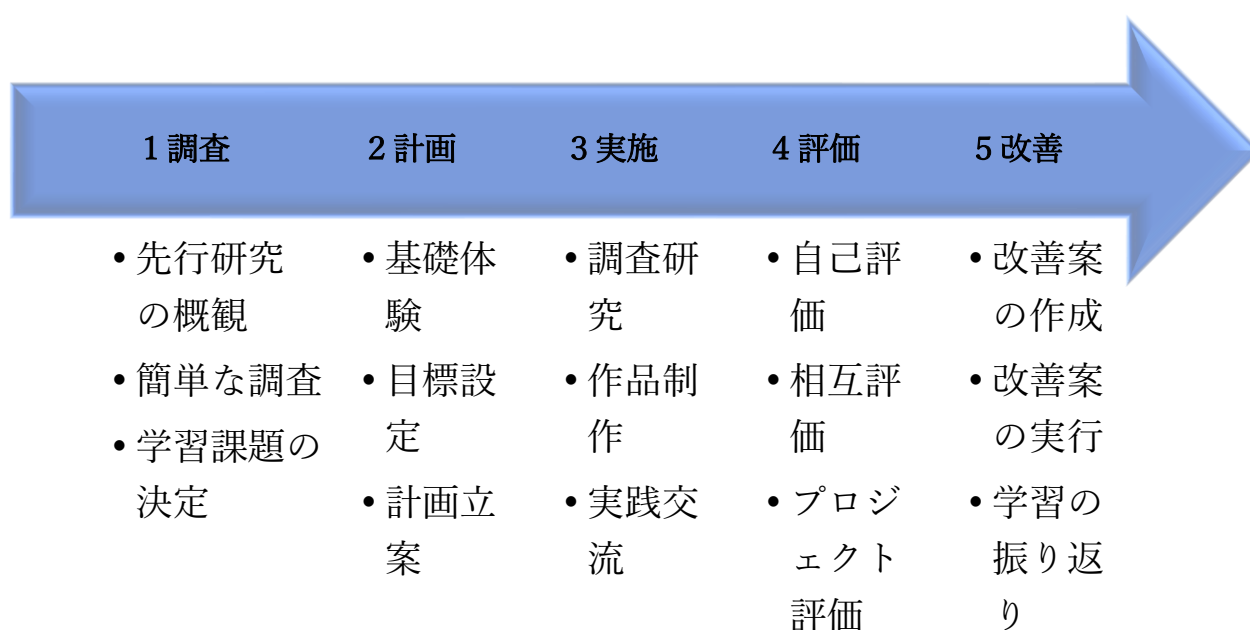 1 調査
2 計画
3 実施
4 評価
5 改善
• 先行研究
の概観
• 簡単な調査
• 学習課題の
決定
• 基礎体
験
• 目標設
定
• 計画立
案
• 調査研
究
• 作品制
作
• 実践交
流
• 自己評
価
• 相互評
価
• プロジ
ェクト
評価
• 改善案
の作成
• 改善案
の実行
• 学習の
振り返
り